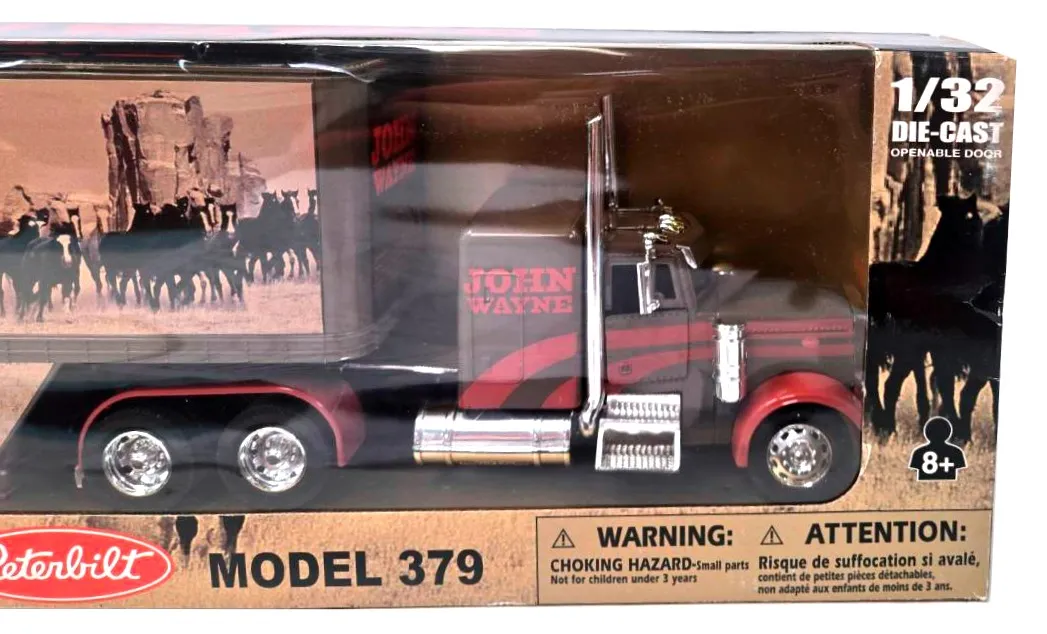 1/32
DIE-CAST
OPENABLE DOOR
JOHN
WAYNE
JOHN
WAYNE
8+
Peterbilt
MODEL 379
WARNING:
CHOKING HAZARD-Small parts
Not for children under 3 years
ATTENTION:
Risque de suffocation si avalé,
contient de petites pièces détachables,
non adapté aux enfants de moins de 3 ans.